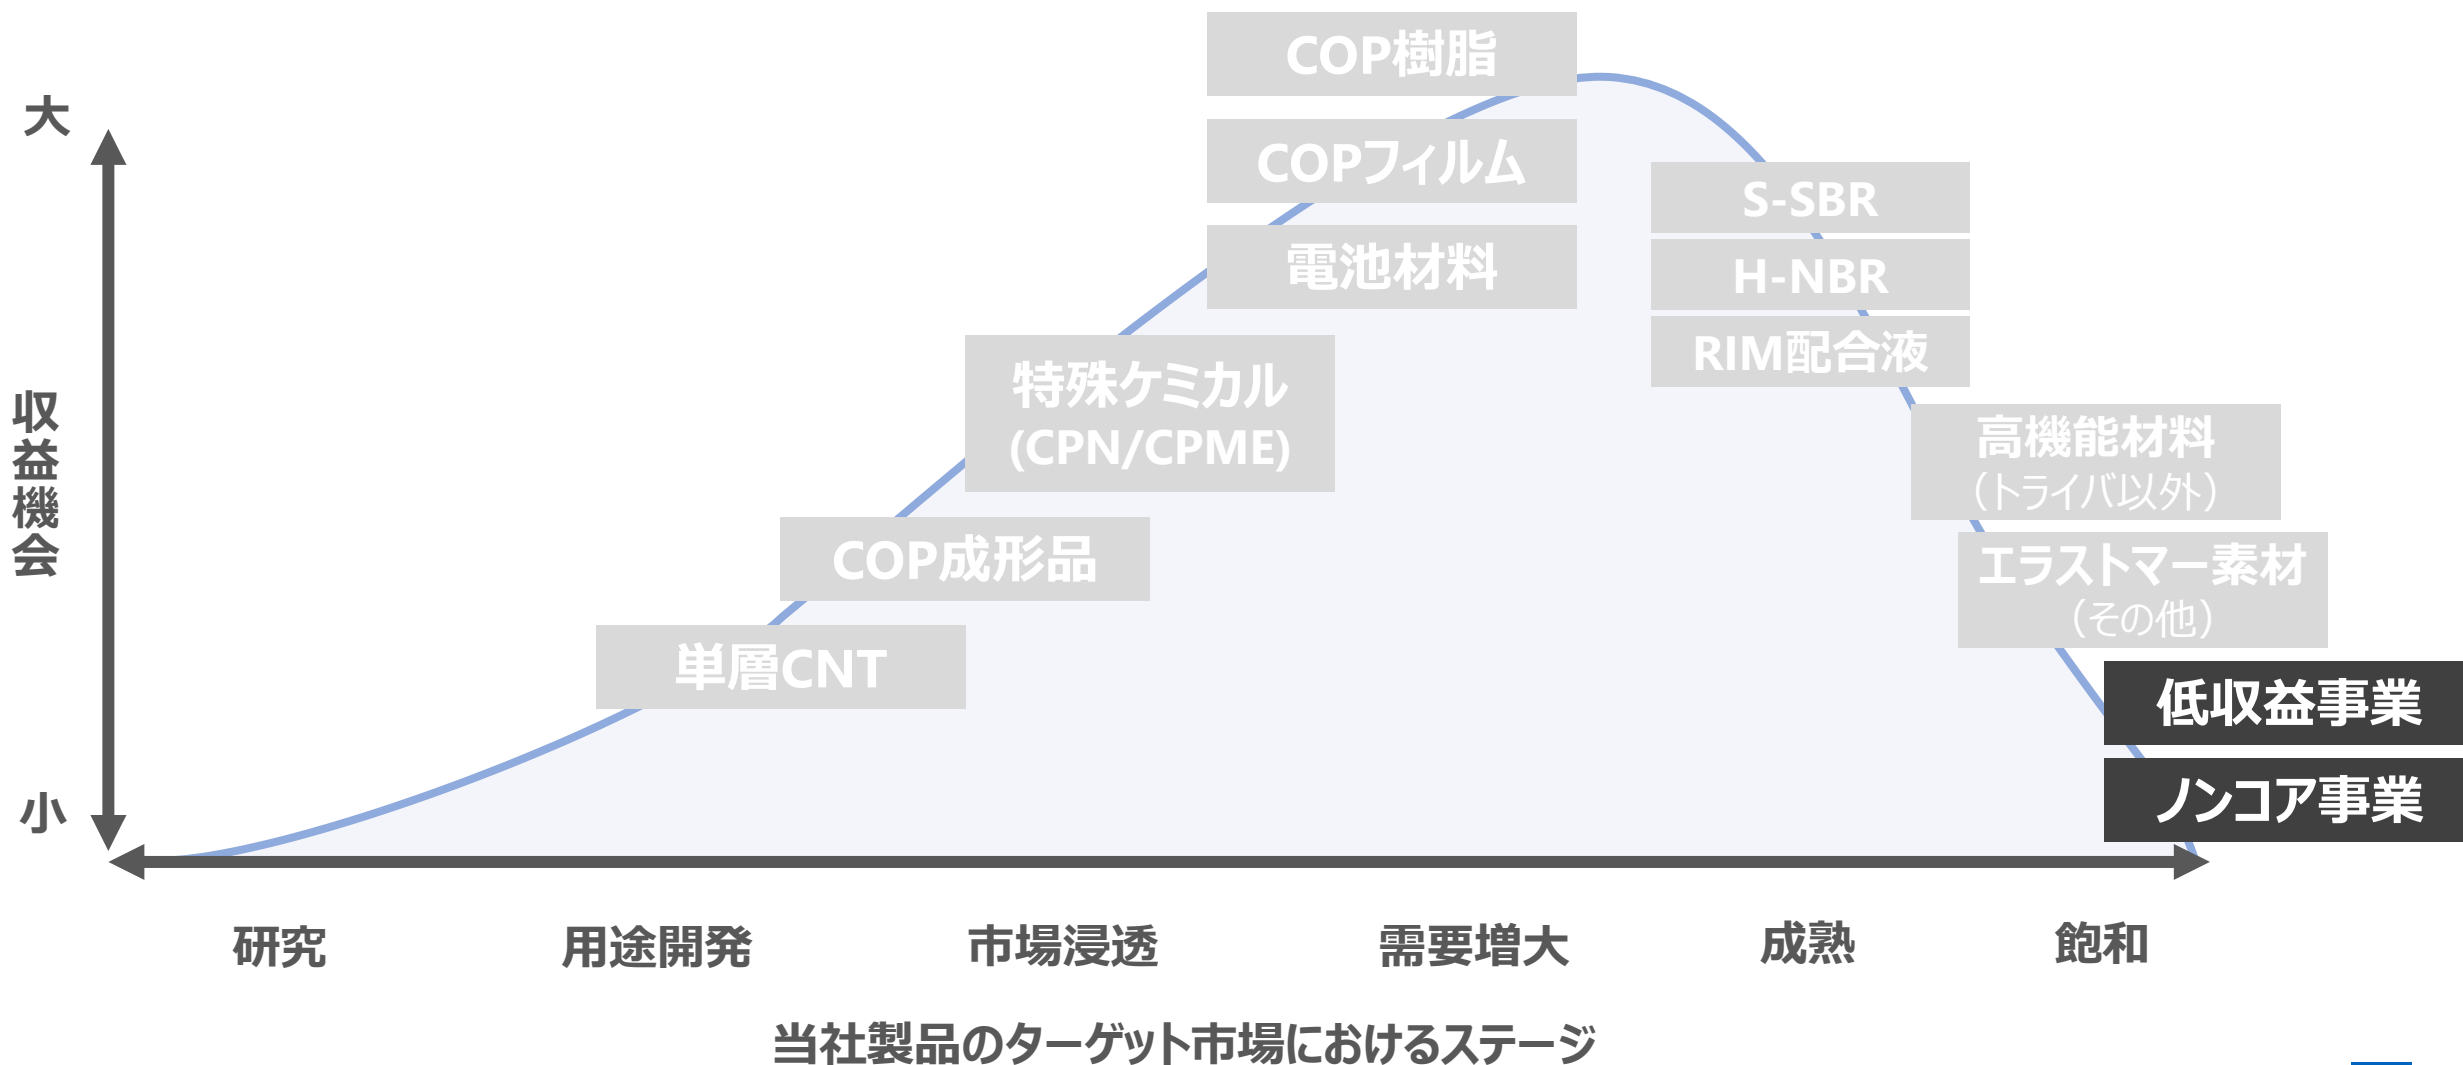 COP樹脂
大
COPフィルム
S-SBR
電池材料
H-NBR
RIM配合液
特殊ケミカル
(CPN/CPME)
収益機会
高機能材料
（トライバ以外）
COP成形品
エラストマー素材
（その他）
単層CNT
低収益事業
ノンコア事業
小
研究
用途開発
市場浸透
需要増大
成熟
飽和
当社製品のターゲット市場におけるステージ